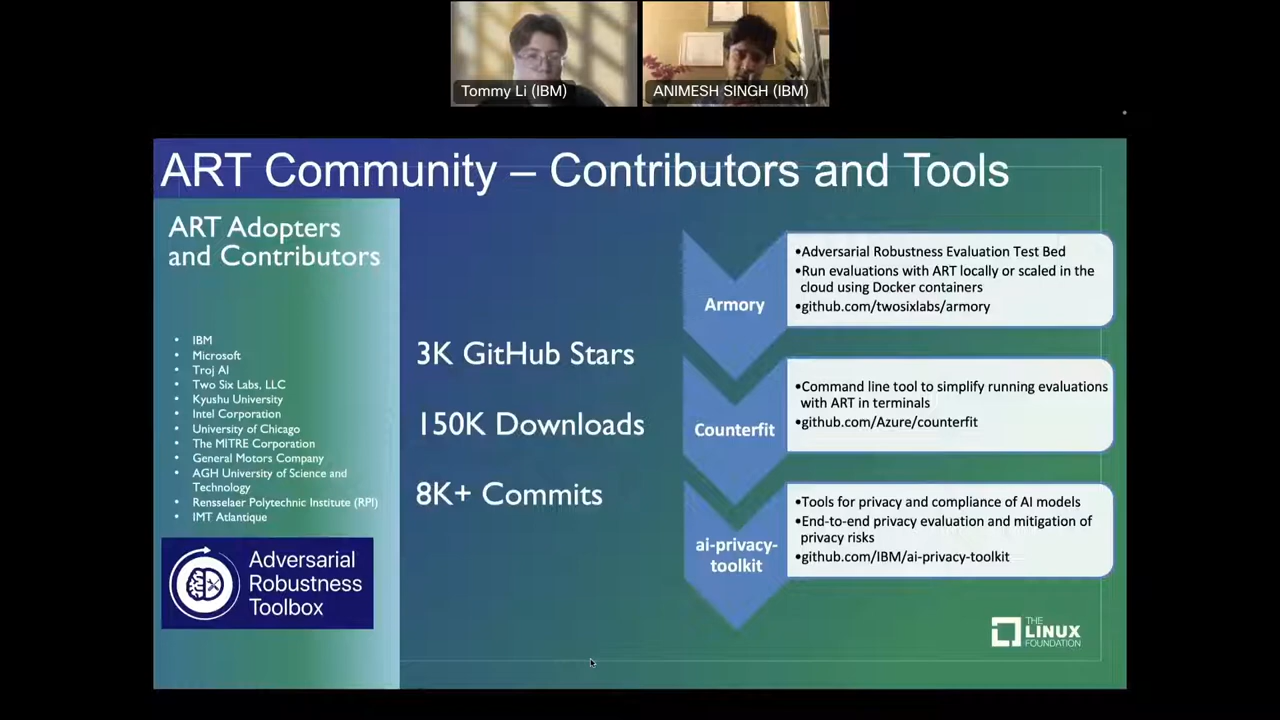 Tommy Li (IBM)
ANIMESH SINGH (IBM)
ART Community – Contributors and Tools
ART Adopters
and Contributors
• IBM
• Microsoft
• Troj AI
• Two Six Labs, LLC
• Kyushu University
• Intel Corporation
• University of Chicago
• The MITRE Corporation
• General Motors Company
• AGH University of Science and
Technology
• Rensselaer Polytechnic Institute (RPI)
• IMT Atlantique
Adversarial
Robustness
Toolbox
3K GitHub Stars
150K Downloads
8K+ Commits
Armory
•Adversarial Robustness Evaluation Test Bed
•Run evaluations with ART locally or scaled in the
cloud using Docker containers
•github.com/twosixlabs/armory
Counterfit
•Command line tool to simplify running evaluations
with ART in terminals
•github.com/Azure/counterfit
ai-privacy-
toolkit
•Tools for privacy and compliance of AI models
•End-to-end privacy evaluation and mitigation of
privacy risks
•github.com/IBM/ai-privacy-toolkit
THE
LINUX
FOUNDATION